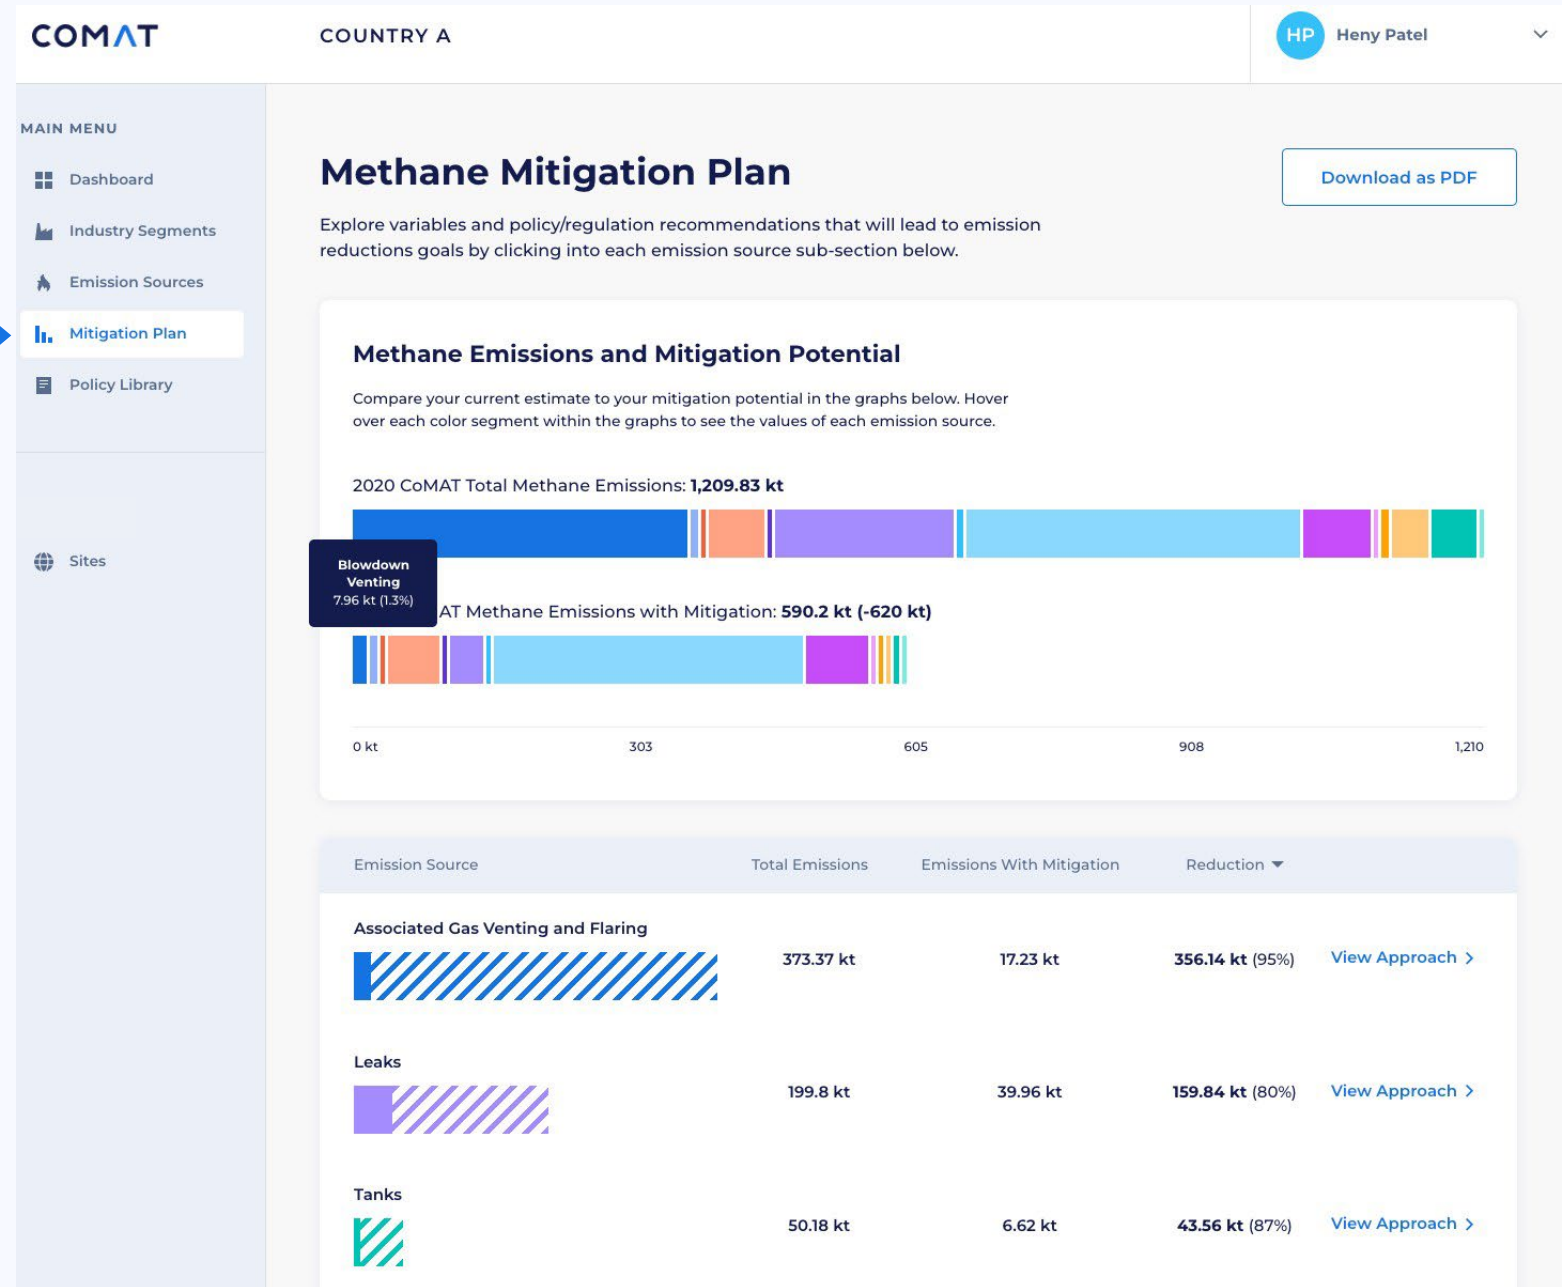 COMAT
COUNTRY A
HP
Heny Patel
MAIN MENU
Dashboard
Industry Segments
Emission Sources
Mitigation Plan
Policy Library
Sites
Methane Mitigation Plan
Download as PDF
Explore variables and policy/regulation recommendations that will lead to emission
reductions goals by clicking into each emission source sub-section below.
Methane Emissions and Mitigation Potential
Compare your current estimate to your mitigation potential in the graphs below. Hover
over each color segment within the graphs to see the values of each emission source.
2020 CoMAT Total Methane Emissions: 1,209.83 kt
Blowdown
Venting
7.96 kt (1.3%)
AT Methane Emissions with Mitigation: 590.2 kt (-620 kt)
0 kt 303 605 908 1,210
Emission Source Total Emissions Emissions With Mitigation Reduction
Associated Gas Venting and Flaring
373.37 kt 17.23 kt 356.14 kt (95%) View Approach
Leaks
199.8 kt 39.96 kt 159.84 kt (80%) View Approach
Tanks
50.18 kt 6.62 kt 43.56 kt (87%) View Approach